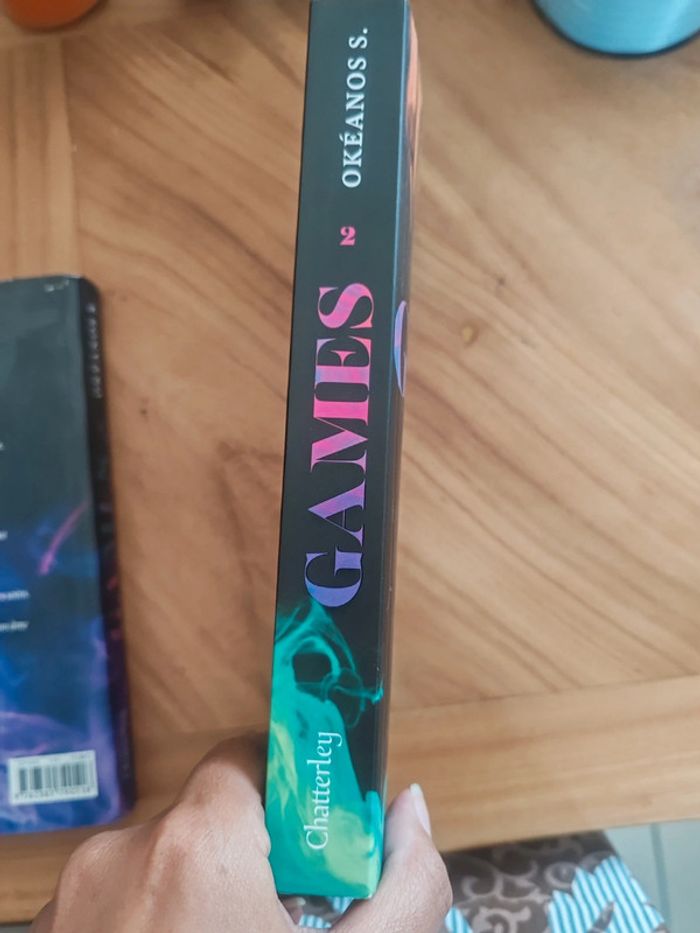 OKÉANOS S.
2
GAMES
Chatterley